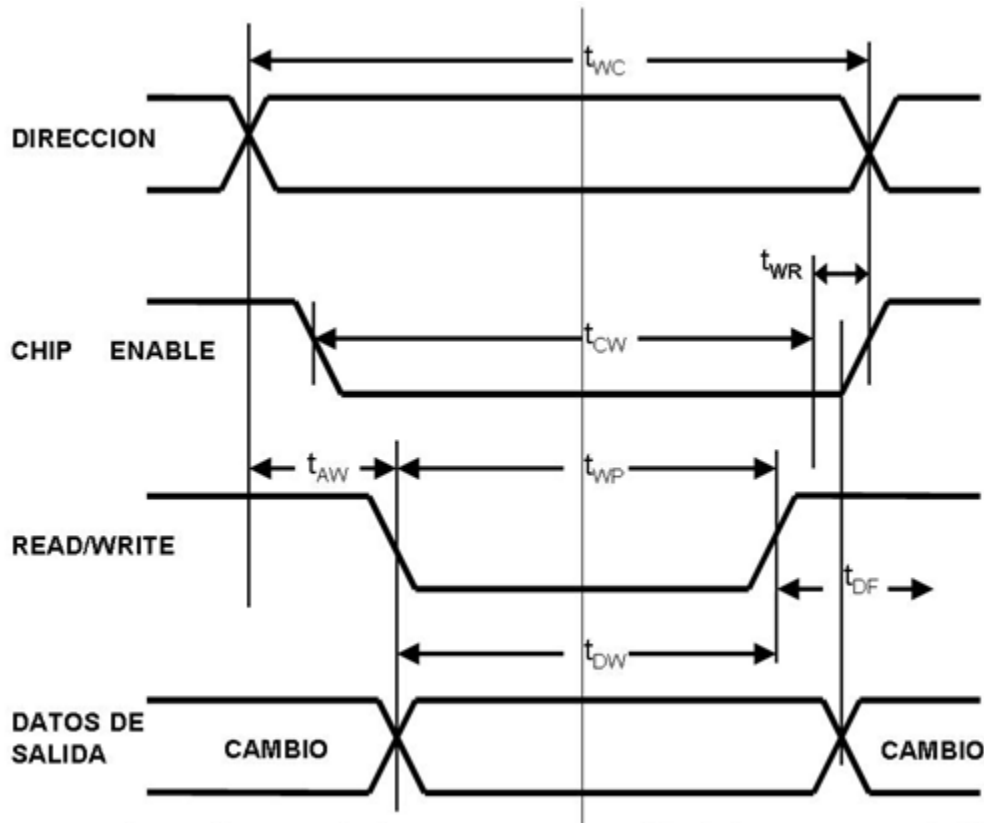 tWC
DIRECCION
tWR
CHIP ENABLE
tCW
tAW
tWP
READ/WRITE
tDF
tDW
DATOS DE
SALIDA
CAMBIO
CAMBIO